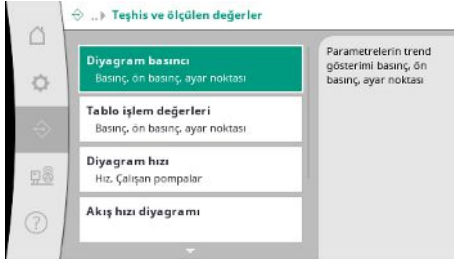 ..▸ Teşhis ve ölçülen değerler
Diyagram basıncı
Basınç, ön basınç, ayar noktası
Tablo işlem değerleri
Basınç, ön basınç, ayar noktası
Diyagram hızı
Hız, Çalışan pompalar
Akış hızı diyagramı
Parametrelerin trend
gösterimi basınç, ön
basınç, ayar noktası